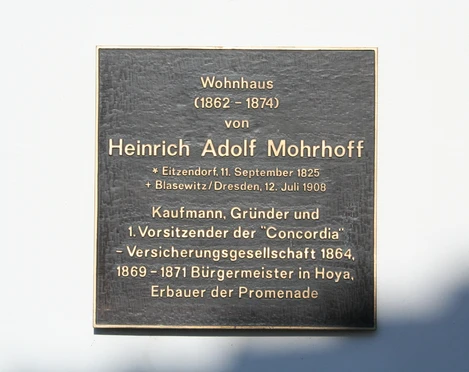 Wohnhaus
(1862 - 1874)
von
Heinrich Adolf Mohrhoff
* Eitzendorf, 11. September 1825
+ Blasewitz/Dresden, 12. Juli 1908
Kaufmann, Gründer und
1. Vorsitzender der "Concordia"
- Versicherungsgesellschaft 1864,
1869 - 1871 Bürgermeister in Hoya,
Erbauer der Promenade